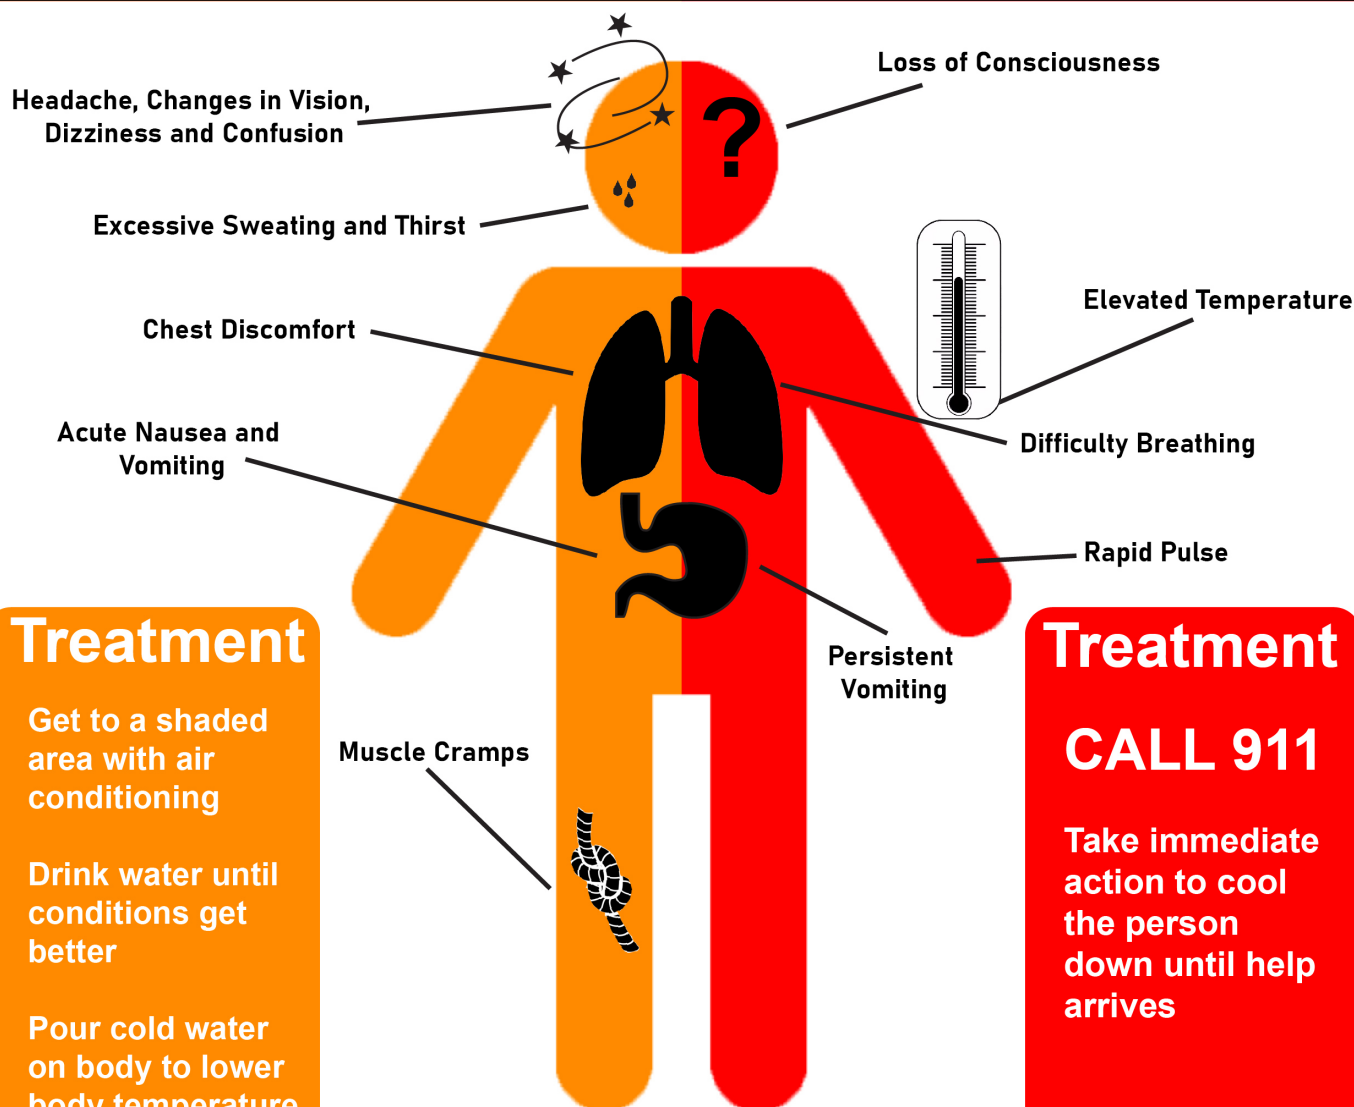 Headache, Changes in Vision,
Dizziness and Confusion
Excessive Sweating and Thirst
Chest Discomfort
Acute Nausea and
Vomiting
Muscle Cramps
Treatment
Get to a shaded
area with air
conditioning
Drink water until
conditions get
better
Pour cold water
on body to lower
body temperature
?
Loss of Consciousness
Elevated Temperature
Difficulty Breathing
Rapid Pulse
Persistent
Vomiting
Treatment
CALL 911
Take immediate
action to cool
the person
down until help
arrives